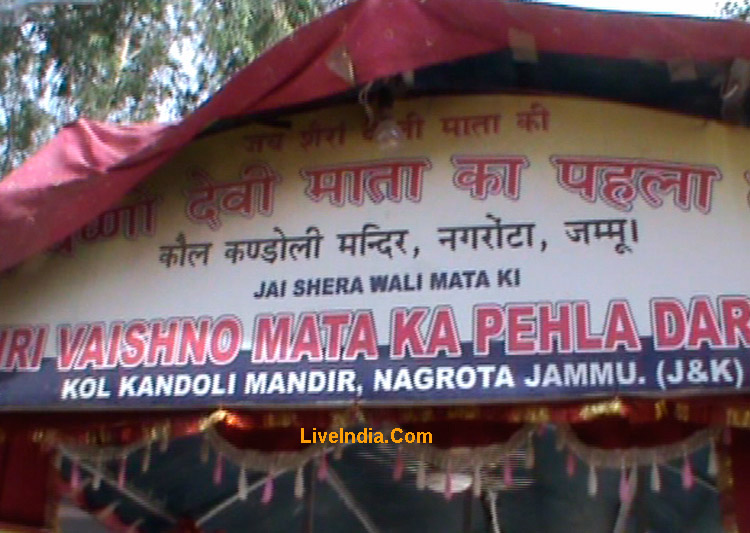 जय शेरां वाली माता की
देवी माता का पहला
कौल कण्डोली मन्दिर, नगरोंटा, जम्मू।
JAI SHERA WALI MATA KI
VAISHNO MATA KA PEHLA DAR
KOL KANDOLI MANDIR, NAGROTA JAMMU. (J&K)
LiveIndia.Com